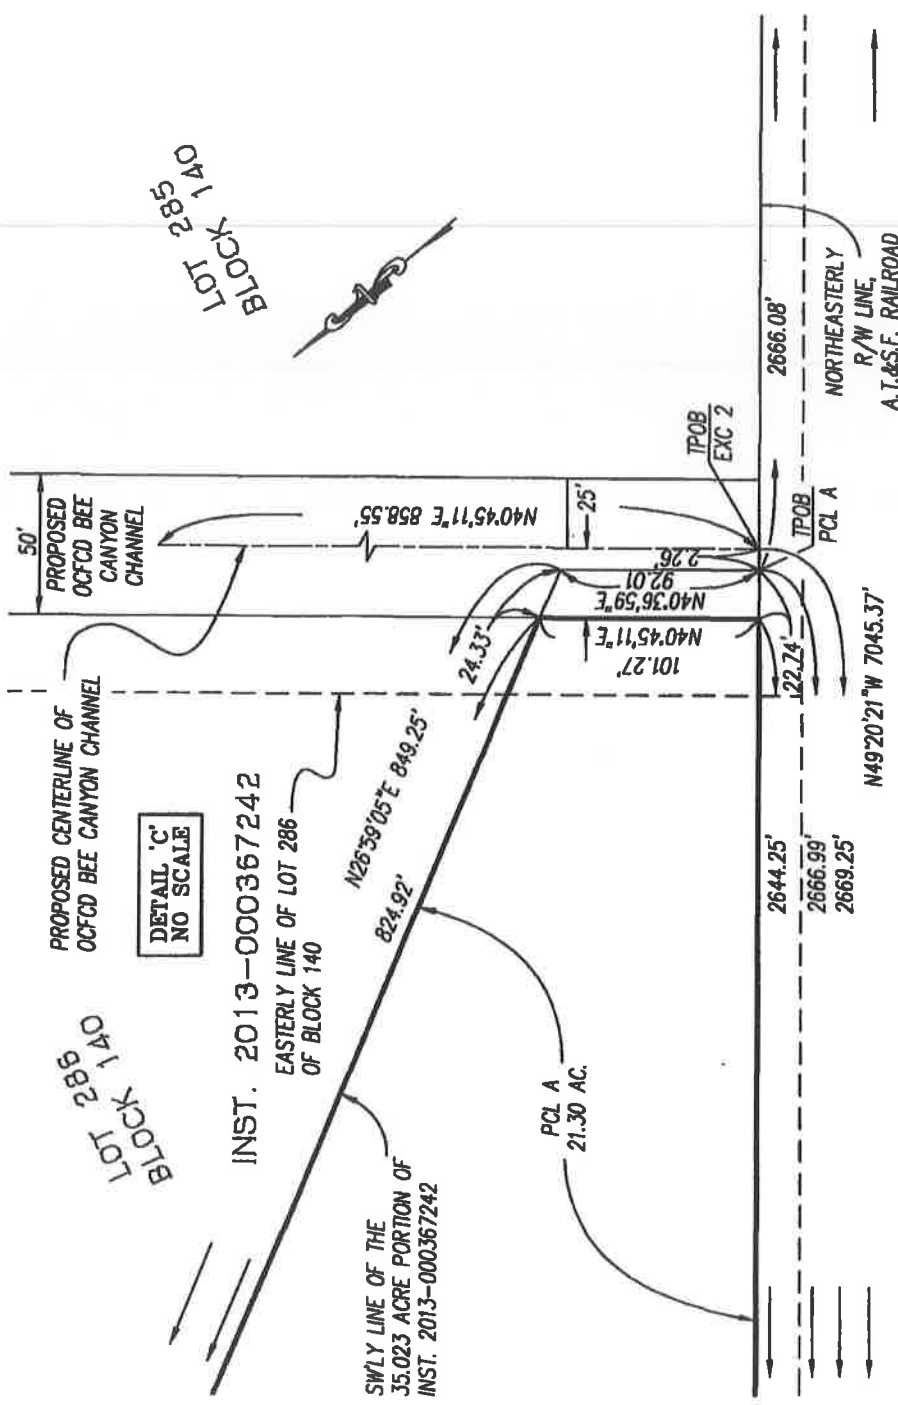 LOT 285
BLOCK 140
50'
PROPOSED
OCFCD BEE
CANYON
CHANNEL
PROPOSED CENTERLINE OF
OCFCD BEE CANYON CHANNEL
DETAIL 'C'
NO SCALE
LOT 286
BLOCK 140
INST. 2013-000367242
EASTERLY LINE OF LOT 286
OF BLOCK 140
N40°45'11"E 858.55'
25'
TPOB
EXC 2
2666.08'
NORTHEASTERLY
R/W LINE,
A.T.&S.F. RAILROAD
TPOB
PCL A
2.26'
92.01
N40°36'59"E
N40°45'11"E
101.27'
24.33'
22.74'
N26°59'05"E 849.25'
824.92'
N49°20'21"W 7045.37'
2644.25'
2666.99'
2669.25'
PCL A
21.30 AC.
SW'LY LINE OF THE
35.023 ACRE PORTION OF
INST. 2013-000367242